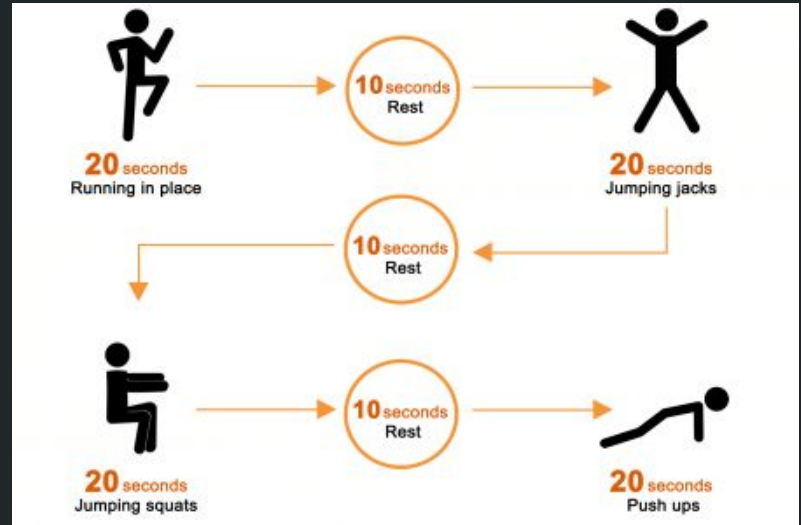 10 seconds
Rest
20 seconds
Running in place
20 seconds
Jumping jacks
10 seconds
Rest
10 seconds
Rest
20 seconds
Jumping squats
20 seconds
Push ups